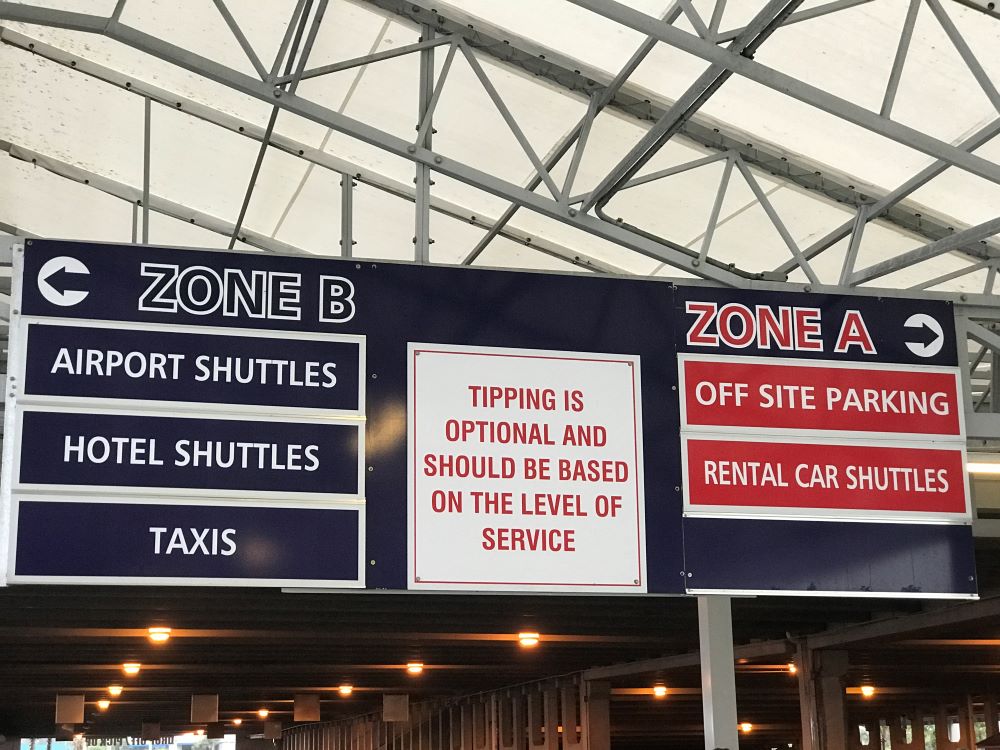 ZONE B
AIRPORT SHUTTLES
HOTEL SHUTTLES
TAXIS
TIPPING IS
OPTIONAL AND
SHOULD BE BASED
ON THE LEVEL OF
SERVICE
ZONE A
OFF SITE PARKING
RENTAL CAR SHUTTLES